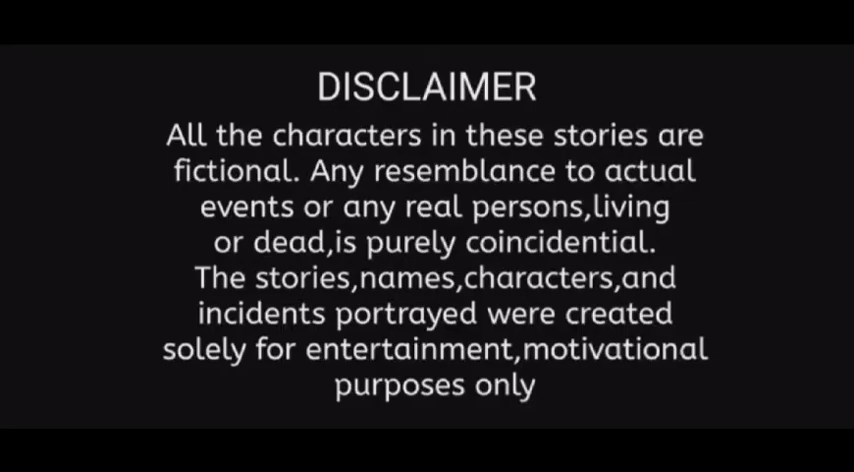 DISCLAIMER
All the characters in these stories are
fictional. Any resemblance to actual
events or any real persons,living
or dead,is purely coincidential.
The stories,names,characters,and
incidents portrayed were created
solely for entertainment,motivational
purposes only